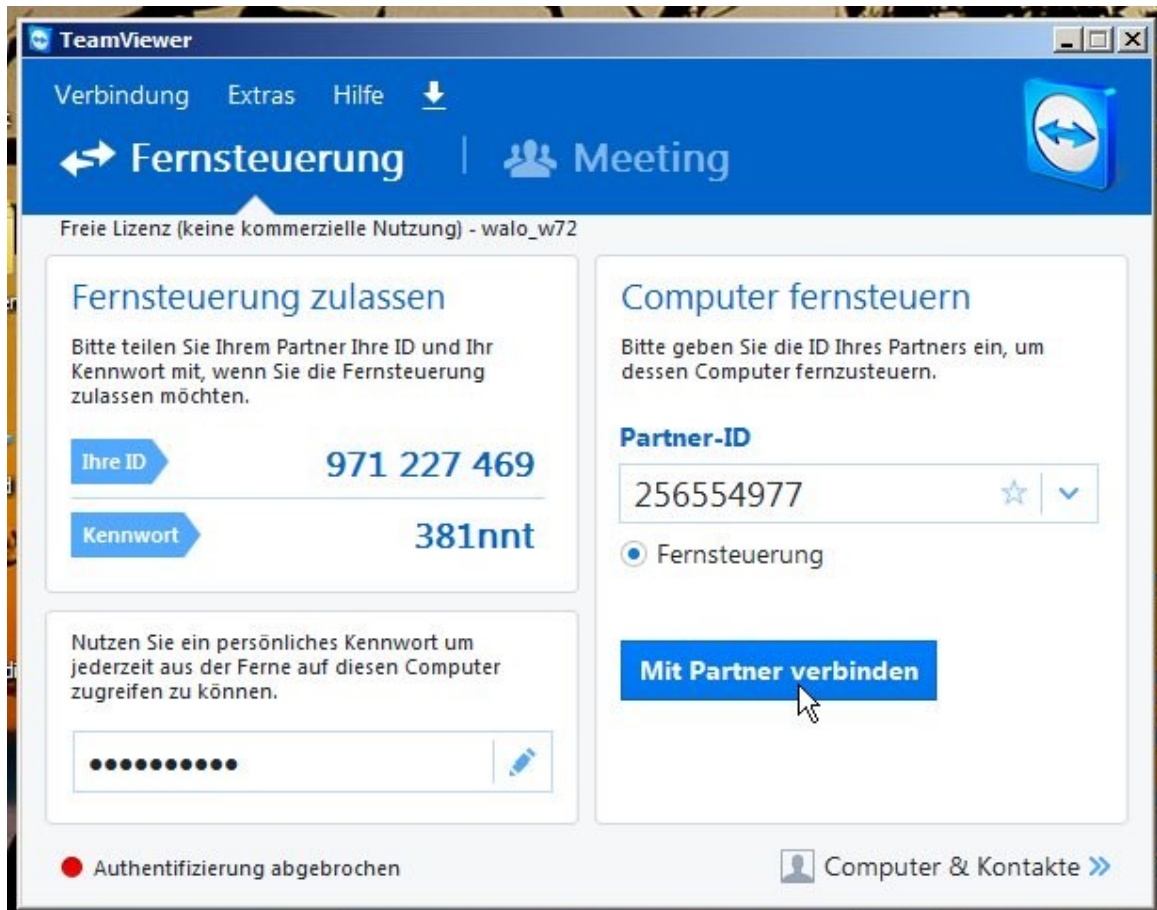 TeamViewer
Verbindung Extras Hilfe
Fernsteuerung | Meeting
Freie Lizenz (keine kommerzielle Nutzung) - walo_w72
Fernsteuerung zulassen
Bitte teilen Sie Ihrem Partner Ihre ID und Ihr
Kennwort mit, wenn Sie die Fernsteuerung
zulassen möchten.
Ihre ID 971 227 469
Kennwort 381nnt
Nutzen Sie ein persönliches Kennwort um
jederzeit aus der Ferne auf diesen Computer
zugreifen zu können.
••••••••••
Computer fernsteuern
Bitte geben Sie die ID Ihres Partners ein, um
dessen Computer fernzusteuern.
Partner-ID
256554977
Fernsteuerung
Mit Partner verbinden
Authentifizierung abgebrochen
Computer & Kontakte »